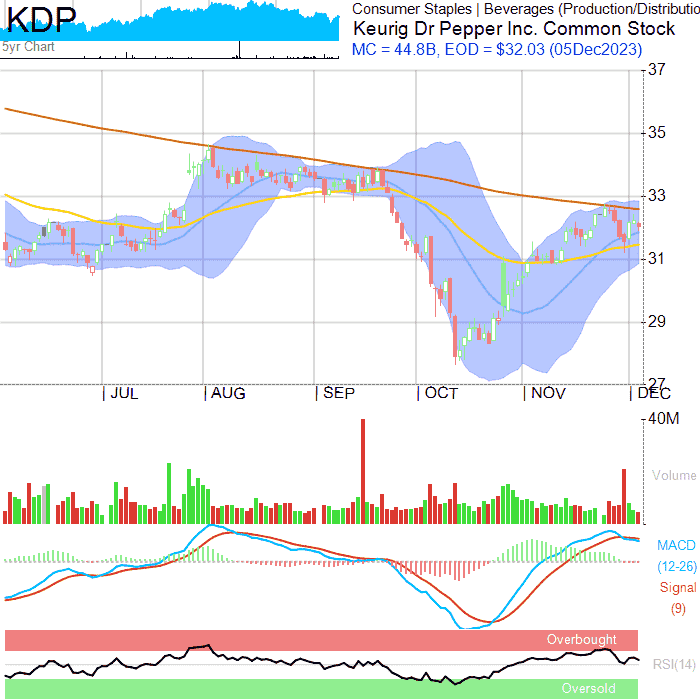 KDP
5yr Chart
Consumer Staples | Beverages (Production/Distributio
Keurig Dr Pepper Inc. Common Stock
MC = 44.8B, EOD = $32.03 (05Dec2023)
37
35
33
31
29
27
JUL
AUG
SEP
OCT
NOV
DEC
40M
Volume
MACD
(12-26)
Signal
(9)
Overbought
RSI(14)
Oversold